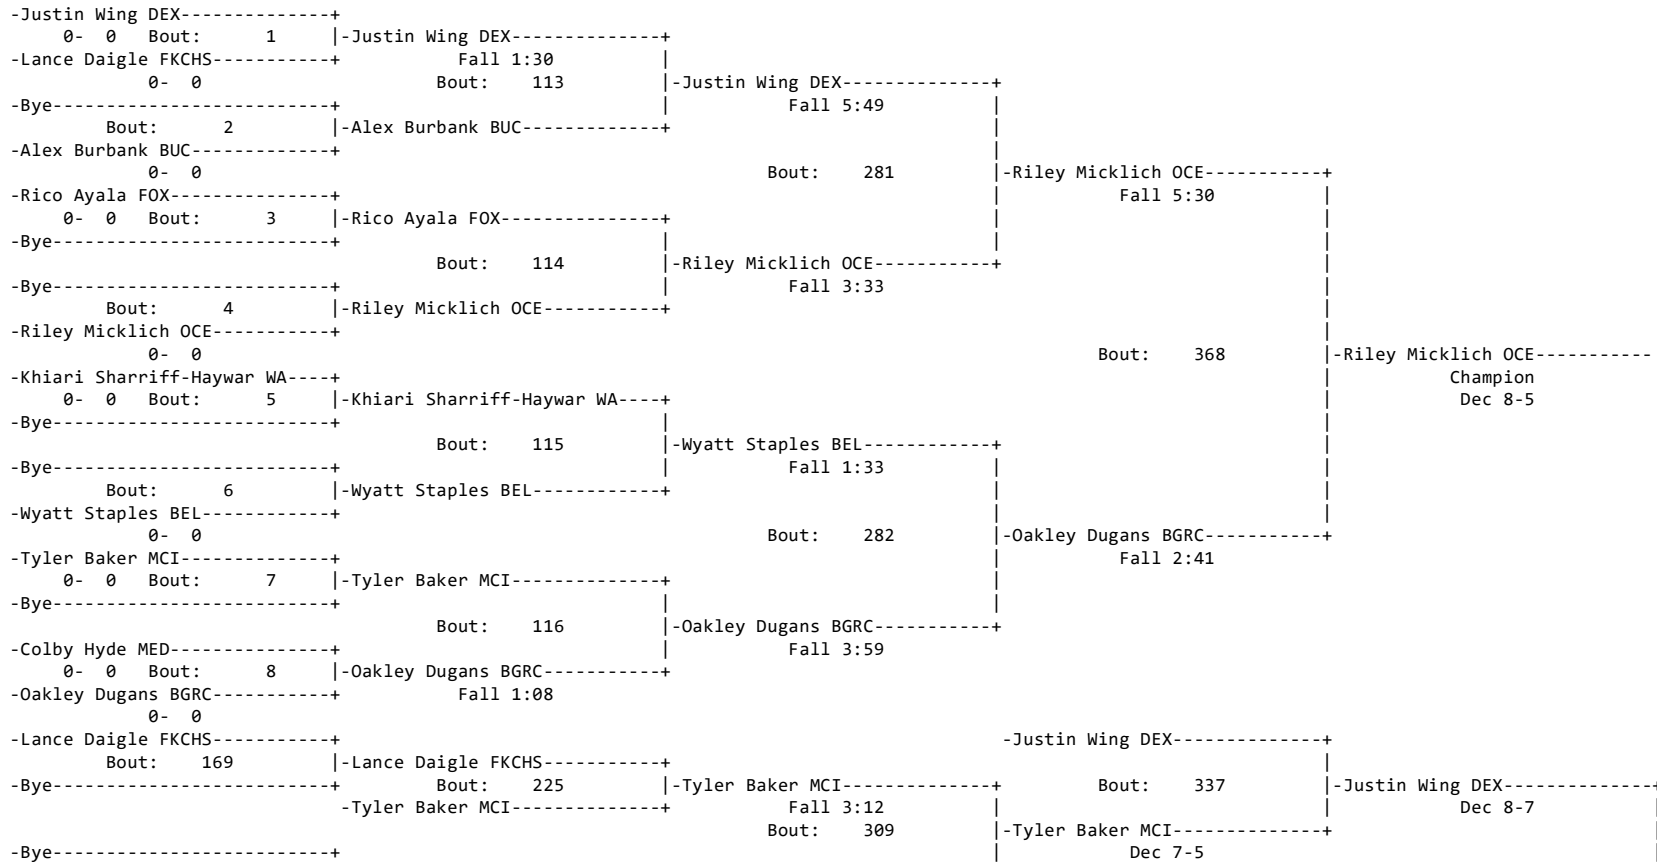 -Justin Wing DEX--------------+
0- 0 Bout: 1 |-Justin Wing DEX--------------+
-Lance Daigle FKCHS-----------+ Fall 1:30 |
0- 0 Bout: 113 |-Justin Wing DEX--------------+
-Bye--------------------------+ | Fall 5:49 |
Bout: 2 |-Alex Burbank BUC-------------+ |
-Alex Burbank BUC-------------+ |
0- 0 Bout: 281 |-Riley Micklich OCE-----------+
-Rico Ayala FOX---------------+ | Fall 5:30 |
0- 0 Bout: 3 |-Rico Ayala FOX---------------+ | |
-Bye--------------------------+ | | |
Bout: 114 |-Riley Micklich OCE-----------+ |
-Bye--------------------------+ | Fall 3:33 |
Bout: 4 |-Riley Micklich OCE-----------+ |
-Riley Micklich OCE-----------+ |
0- 0 Bout: 368 |-Riley Micklich OCE-----------
-Khiari Sharriff-Haywar WA----+ | Champion
0- 0 Bout: 5 |-Khiari Sharriff-Haywar WA----+ | Dec 8-5
-Bye--------------------------+ | |
Bout: 115 |-Wyatt Staples BEL------------+ |
-Bye--------------------------+ | Fall 1:33 | |
Bout: 6 |-Wyatt Staples BEL------------+ | |
-Wyatt Staples BEL------------+ | |
0- 0 Bout: 282 |-Oakley Dugans BGRC-----------+
-Tyler Baker MCI--------------+ | Fall 2:41
0- 0 Bout: 7 |-Tyler Baker MCI--------------+ |
-Bye--------------------------+ | |
Bout: 116 |-Oakley Dugans BGRC-----------+
-Colby Hyde MED---------------+ | Fall 3:59
0- 0 Bout: 8 |-Oakley Dugans BGRC-----------+
-Oakley Dugans BGRC-----------+ Fall 1:08
0- 0
-Lance Daigle FKCHS-----------+ -Justin Wing DEX--------------+
Bout: 169 |-Lance Daigle FKCHS-----------+ |
-Bye--------------------------+ Bout: 225 |-Tyler Baker MCI--------------+ Bout: 337 |-Justin Wing DEX--------------+
-Tyler Baker MCI--------------+ Fall 3:12 | | Dec 8-7 |
Bout: 309 |-Tyler Baker MCI--------------+ |
-Bye--------------------------+ | Dec 7-5 |